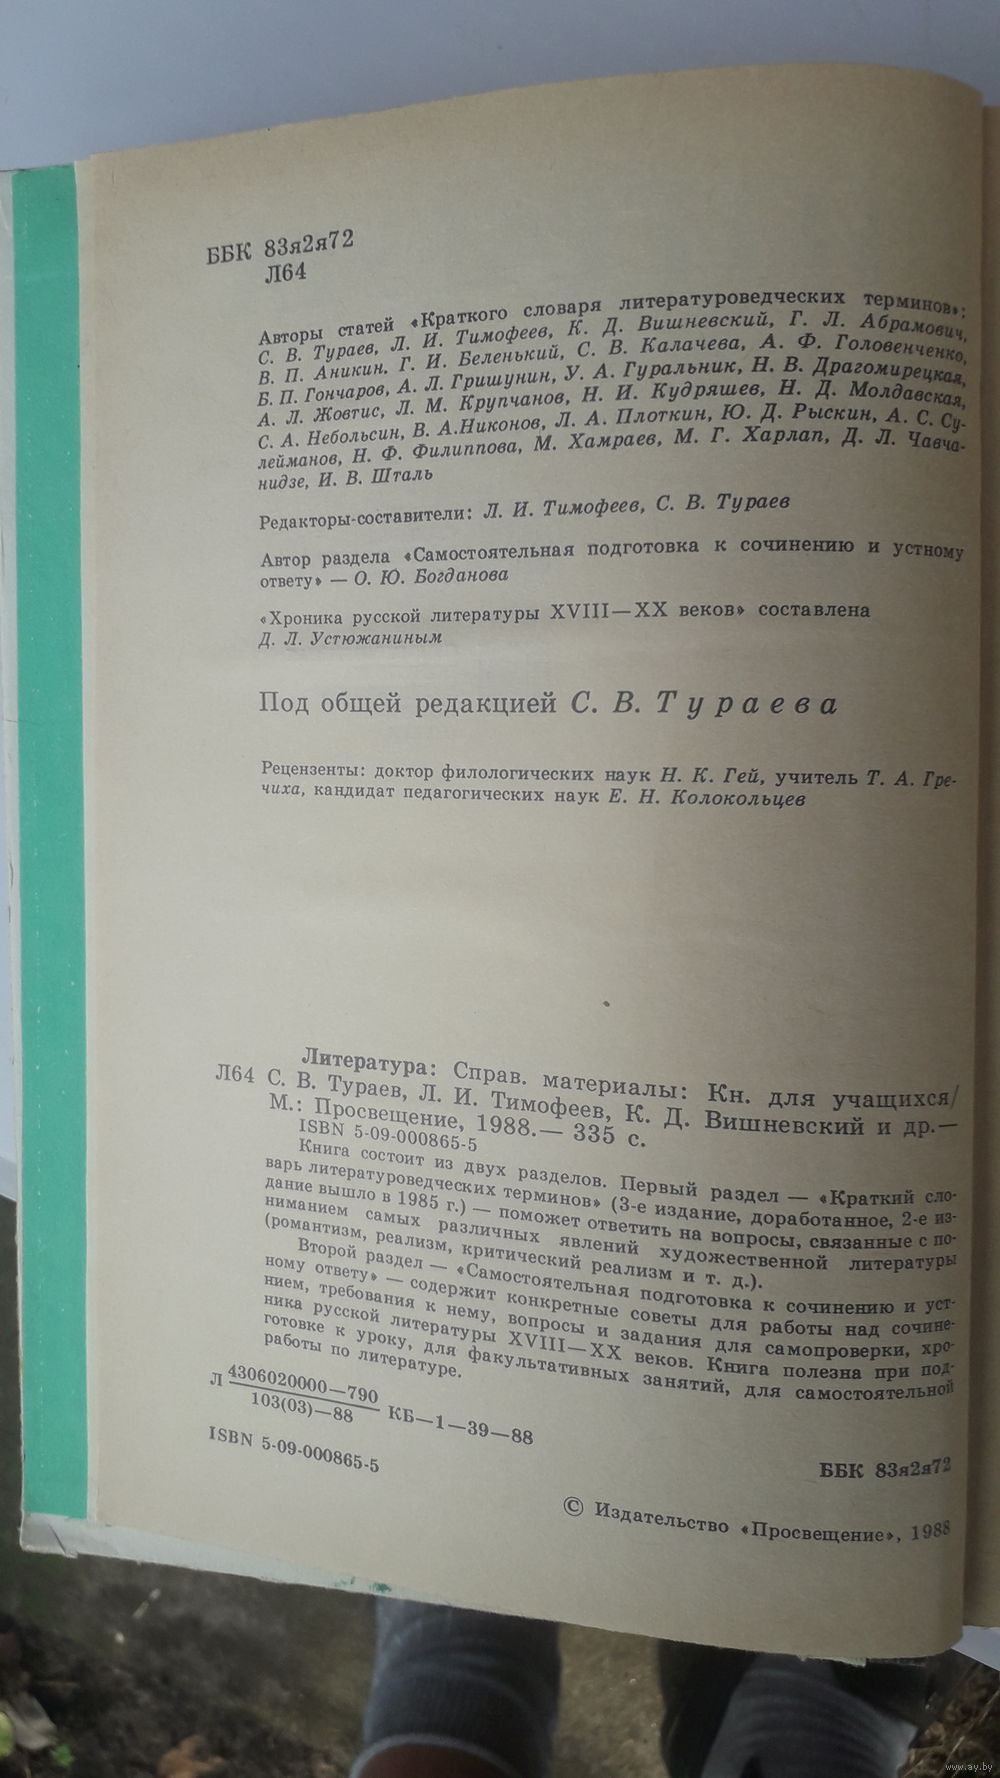 ББК 83я2я72
Л64
Авторы статей «Краткого словаря литературоведческих терминов»:
С. В. Тураев, Л. И. Тимофеев, К. Д. Вишневский, Г. Л. Абрамович,
В. П. Аникин, Г. И. Беленький, С. В. Калачева, А. Ф. Головенченко,
Б. П. Гончаров, А. Л. Гришунин, У. А. Гуральник, Н. В. Драгомирецкая,
А. Л. Жовтис, Л. М. Крупчанов, Н. И. Кудряшев, Н. Д. Молдавская,
С. А. Небольсин, В. А.Никонов, Л. А. Плоткин, Ю. Д. Рыскин, А. С. Су-
лейманов, Н. Ф. Филиппова, М. Хамраев, М. Г. Харлап, Д. Л. Чавча-
нидзе, И. В. Шталь
Редакторы-составители: Л. И. Тимофеев, С. В. Тураев
Автор раздела «Самостоятельная подготовка к сочинению и устному
ответу» — О. Ю. Богданова
«Хроника русской литературы XVIII—XX веков» составлена
Д. Л. Устюжаниным
Под общей редакцией С. В. Тураева
Рецензенты: доктор филологических наук Н. К. Гей, учитель Т. А. Гре-
чиха, кандидат педагогических наук Е. Н. Колокольцев
Литература: Справ. материалы: Кн. для учащихся/
Л64 С. В. Тураев, Л. И. Тимофеев, К. Д. Вишневский и др.—
М.: Просвещение, 1988.— 335 с.
ISBN 5-09-000865-5
Книга состоит из двух разделов. Первый раздел — «Краткий сло-
варь литературоведческих терминов» (3-е издание, доработанное, 2-е из-
дание вышло в 1985 г.) — поможет ответить на вопросы, связанные с по-
ниманием самых различных явлений художественной литературы
(романтизм, реализм, критический реализм и т. д.).
Второй раздел — «Самостоятельная подготовка к сочинению и уст-
ному ответу» — содержит конкретные советы для работы над сочине-
нием, требования к нему, вопросы и задания для самопроверки, хро-
ника русской литературы XVIII—XX веков. Книга полезна при под-
готовке к уроку, для факультативных занятий, для самостоятельной
работы по литературе.
Л 4306020000—790
103(03)—88 КБ—1—39—88
ISBN 5-09-000865-5
ББК 83я2я72
© Издательство «Просвещение», 1988
www.ay.by